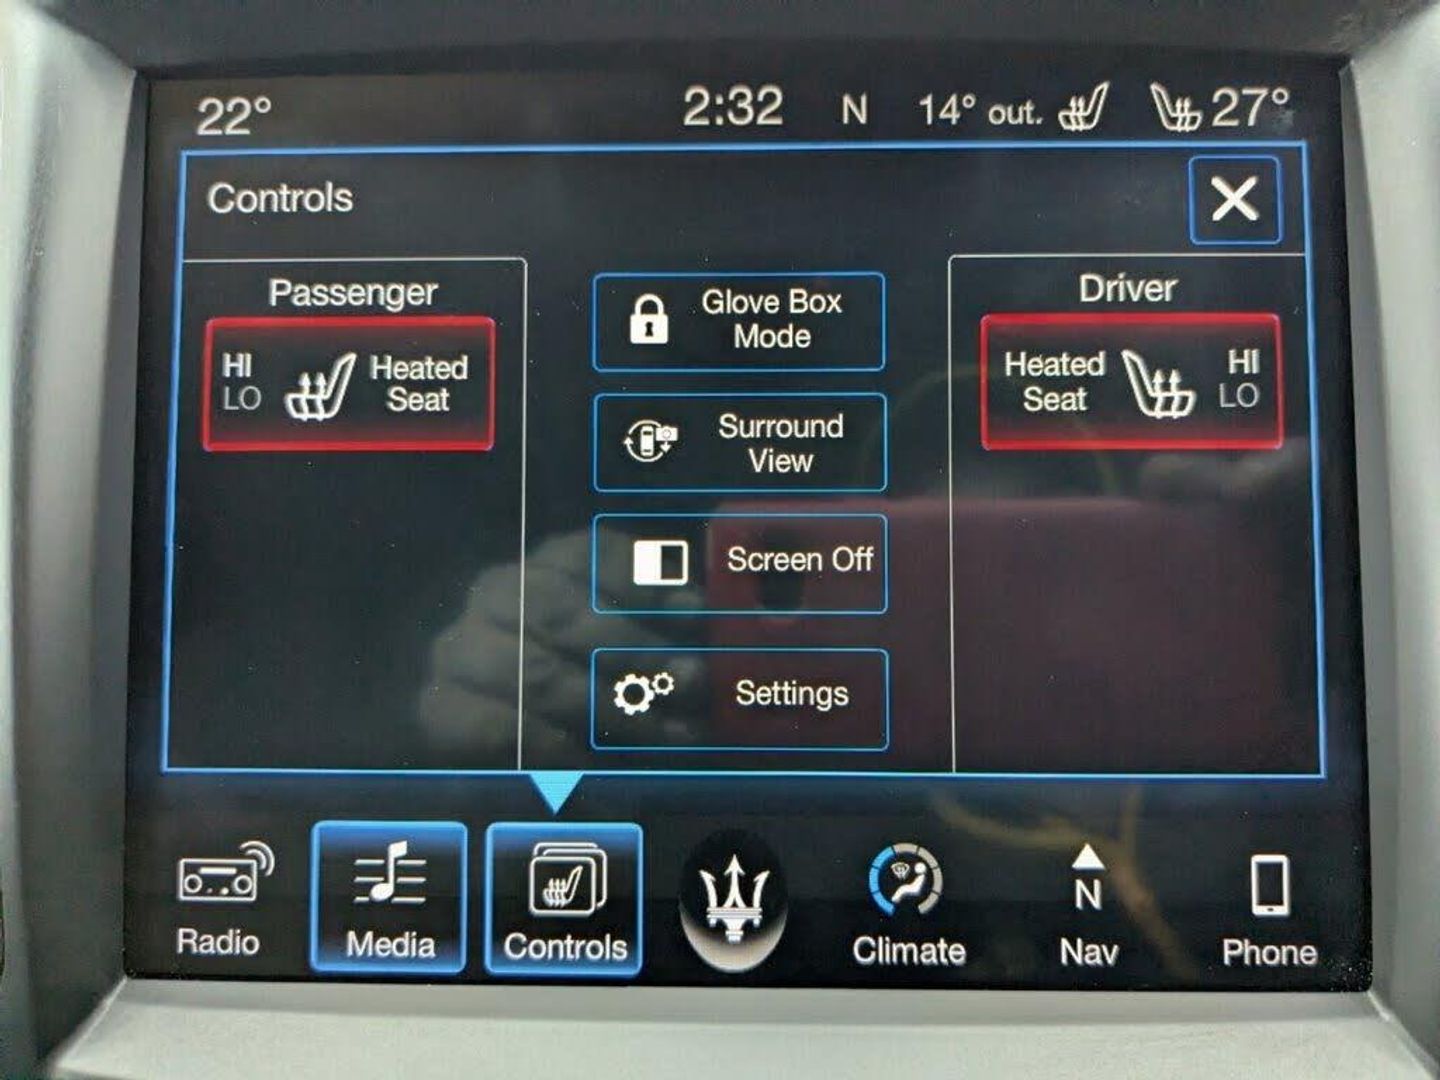 22° 2:32 N 14° out. 27°
Controls
Passenger
HI
LO
Heated
Seat
Glove Box
Mode
Surround
View
Screen Off
Settings
Driver
Heated
Seat
HI
LO
Radio
Media
Controls
Climate
N
Nav
Phone